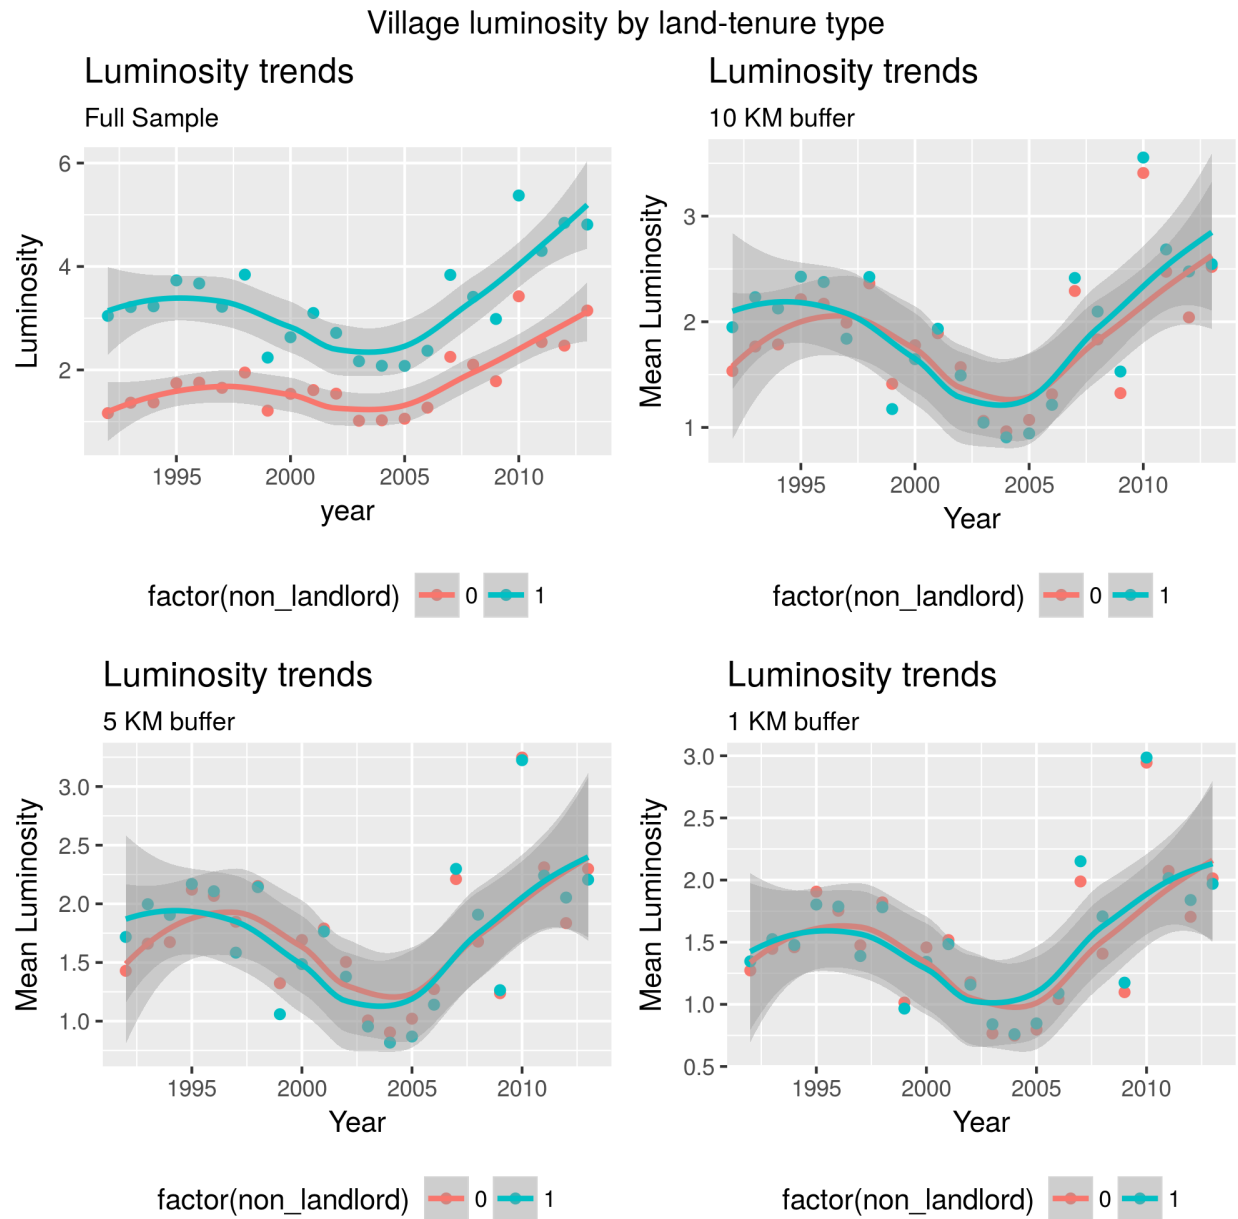 Village luminosity by land-tenure type
Luminosity trends
Full Sample
Luminosity
6
4
2
1995 2000 2005 2010
year
factor(non_landlord) 0 1
Luminosity trends
10 KM buffer
Mean Luminosity
3
2
1
1995 2000 2005 2010
Year
factor(non_landlord) 0 1
Luminosity trends
5 KM buffer
Mean Luminosity
3.0
2.5
2.0
1.5
1.0
1995 2000 2005 2010
Year
factor(non_landlord) 0 1
Luminosity trends
1 KM buffer
Mean Luminosity
3.0
2.5
2.0
1.5
1.0
0.5
1995 2000 2005 2010
Year
factor(non_landlord) 0 1